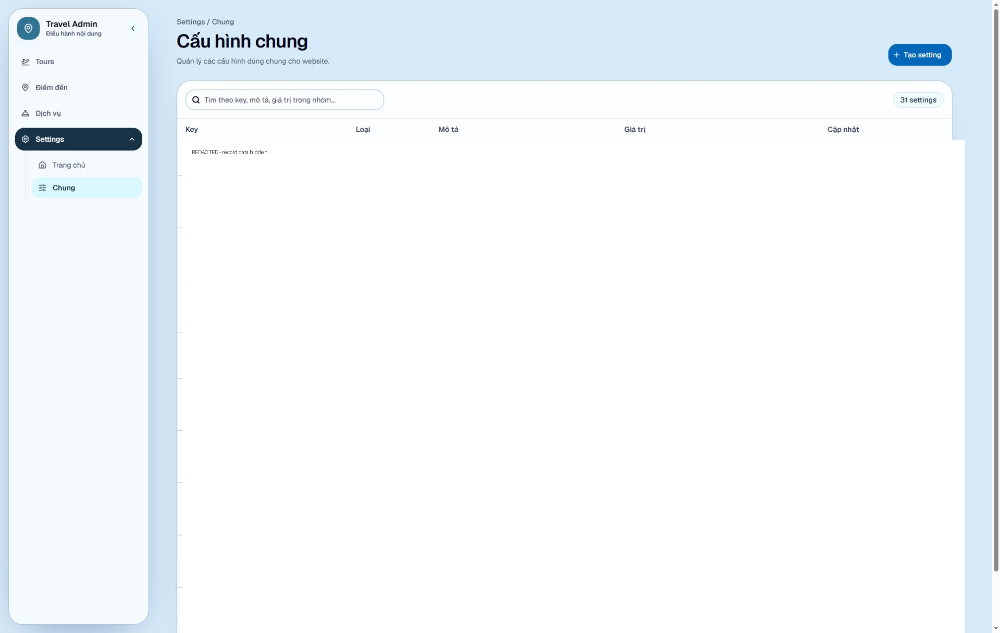 Travel Admin
Điều hành nội dung
Tours
Điểm đến
Dịch vụ
Settings
Trang chủ
Chung
Settings / Chung
Cấu hình chung
Quản lý các cấu hình dùng chung cho website.
Tạo setting
Tìm theo key, mô tả, giá trị trong nhóm...
31 settings
Key Loại Mô tả Giá trị Cập nhật
REDACTED - record data hidden